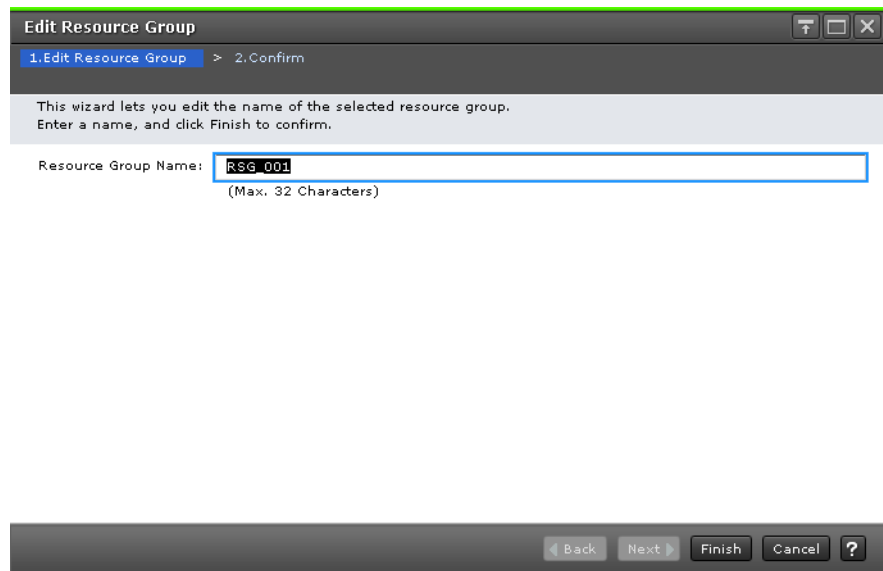 Edit Resource Group
1.Edit Resource Group > 2.Confirm
This wizard lets you edit the name of the selected resource group.
Enter a name, and click Finish to confirm.
Resource Group Name: RSG_001
(Max. 32 Characters)
Back Next Finish Cancel ?